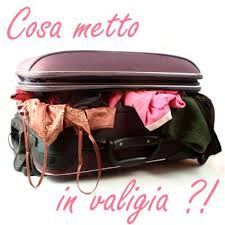 Cosa metto
in valigia ?!